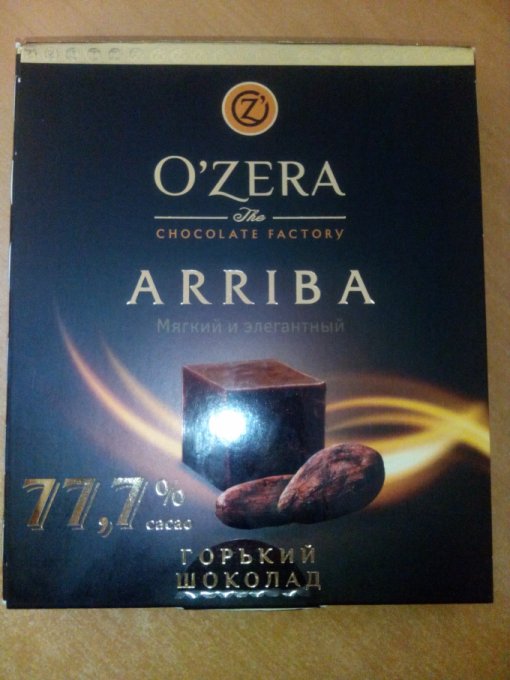 O'ZERA
The
CHOCOLATE FACTORY
ARRIBA
Мягкий и элегантный
77,7%
cacao
ГОРЬКИЙ
ШОКОЛАД